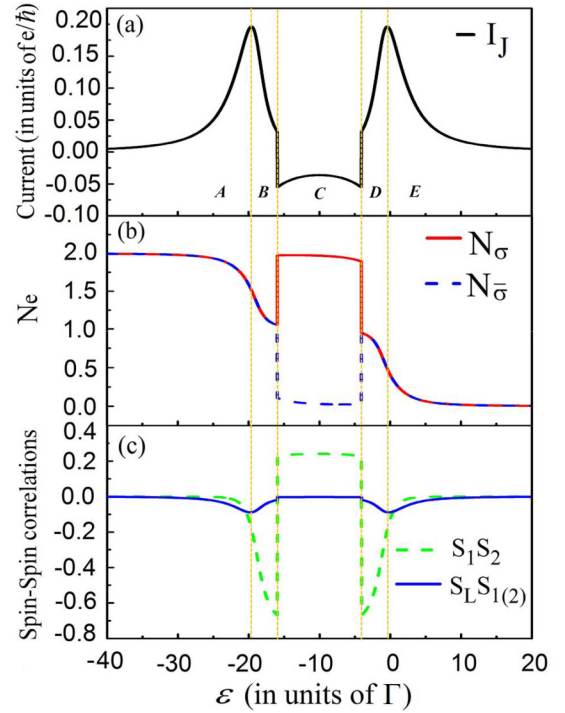 (a)
I_J
Current (in units of e/ħ)
0.20
0.15
0.10
0.05
0.00
-0.05
-0.10
A B C D E
(b)
N_σ
N_σ̄
N_e
2.0
1.5
1.0
0.5
0.0
(c)
Spin-Spin correlations
0.4
0.2
0.0
-0.2
-0.4
-0.6
-0.8
S_1S_2
S_LS_1(2)
-40 -30 -20 -10 0 10 20
ε (in units of Γ)